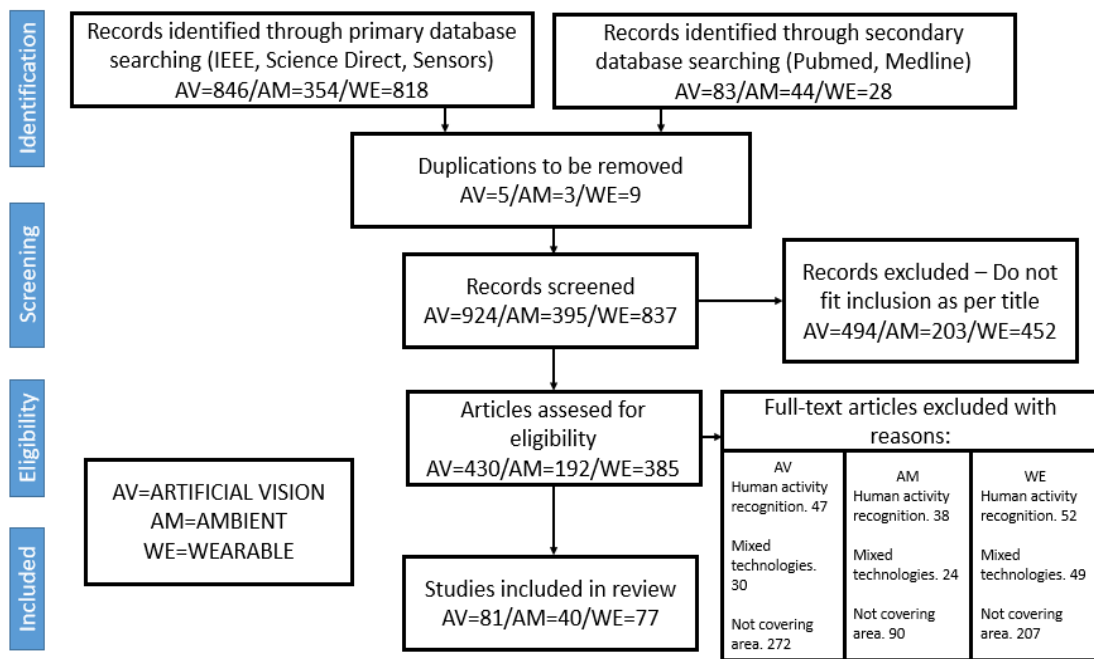 Identification
Records identified through primary database
searching (IEEE, Science Direct, Sensors)
AV=846/AM=354/WE=818
Records identified through secondary
database searching (Pubmed, Medline)
AV=83/AM=44/WE=28
Duplications to be removed
AV=5/AM=3/WE=9
Screening
Records screened
AV=924/AM=395/WE=837
Records excluded – Do not
fit inclusion as per title
AV=494/AM=203/WE=452
Eligibility
Articles assesed for
eligibility
AV=430/AM=192/WE=385
Full-text articles excluded with
reasons:
AV
Human activity
recognition. 47
Mixed
technologies.
30
Not covering
area. 272
AM
Human activity
recognition. 38
Mixed
technologies. 24
Not covering
area. 90
WE
Human activity
recognition. 52
Mixed
technologies. 49
Not covering
area. 207
AV=ARTIFICIAL VISION
AM=AMBIENT
WE=WEARABLE
Included
Studies included in review
AV=81/AM=40/WE=77